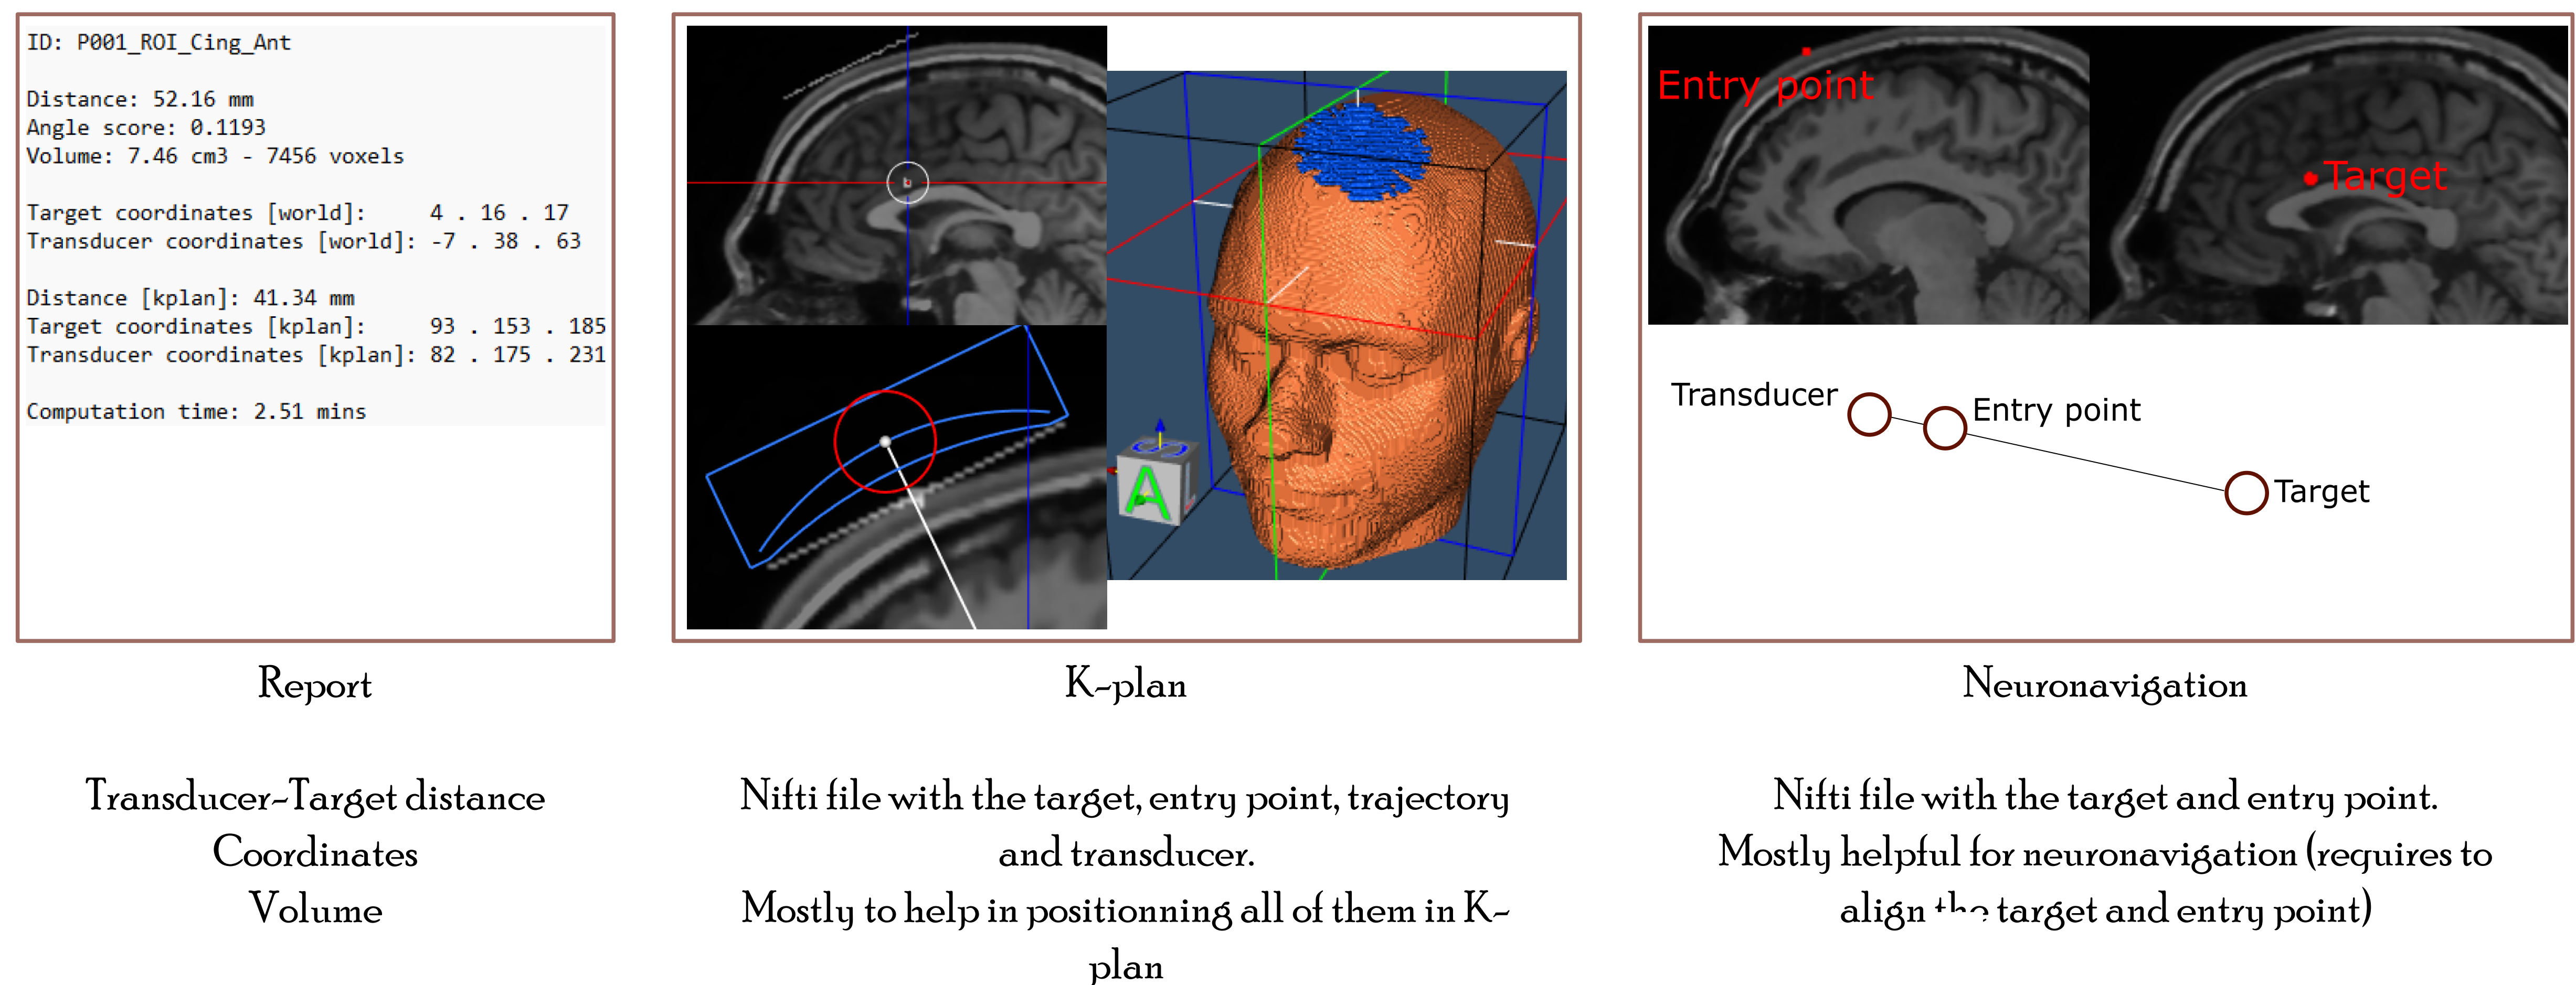 ID: P001_ROI_Cing_Ant
Distance: 52.16 mm
Angle score: 0.1193
Volume: 7.46 cm3 - 7456 voxels
Target coordinates [world]: 4 . 16 . 17
Transducer coordinates [world]: -7 . 38 . 63
Distance [kplan]: 41.34 mm
Target coordinates [kplan]: 93 . 153 . 185
Transducer coordinates [kplan]: 82 . 175 . 231
Computation time: 2.51 mins
Report
Transducer-Target distance
Coordinates
Volume
S
A
L
K-plan
Nifti file with the target, entry point, trajectory
and transducer.
Mostly to help in positionning all of them in K-
plan
Entry point
Target
Transducer
Entry point
Target
Neuronavigation
Nifti file with the target and entry point.
Mostly helpful for neuronavigation (requires to
align the target and entry point)